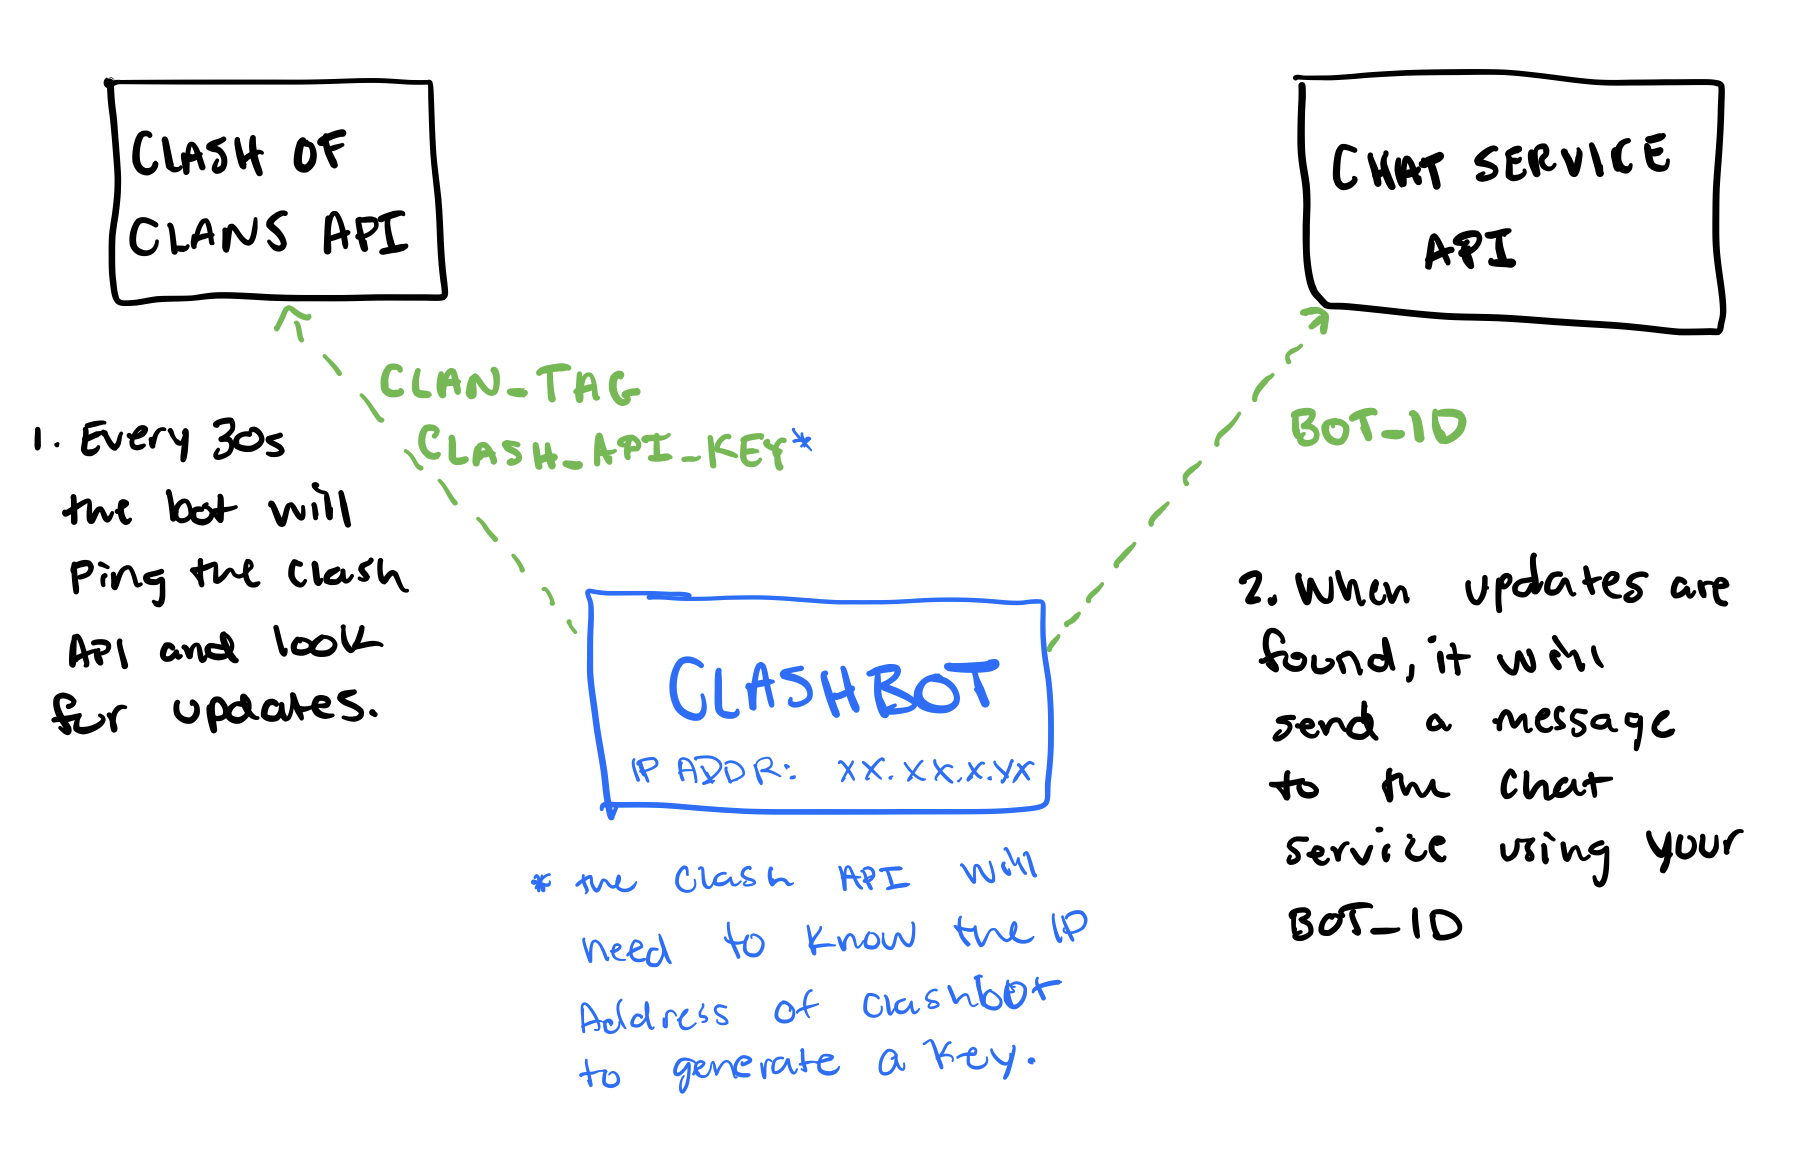 CLASH OF
CLANS API
CHAT SERVICE
API
CLAN_TAG
CLASH_API_KEY*
BOT_ID
1. Every 30s
the bot will
Ping the Clash
API and look
for updates.
CLASHBOT
IP ADDR: XX.XX.X.YX
* the Clash API will
need to know the IP
Address of Clashbot
to generate a key.
2. When updates are
found, it will
send a message
to the Chat
service using your
BOT_ID